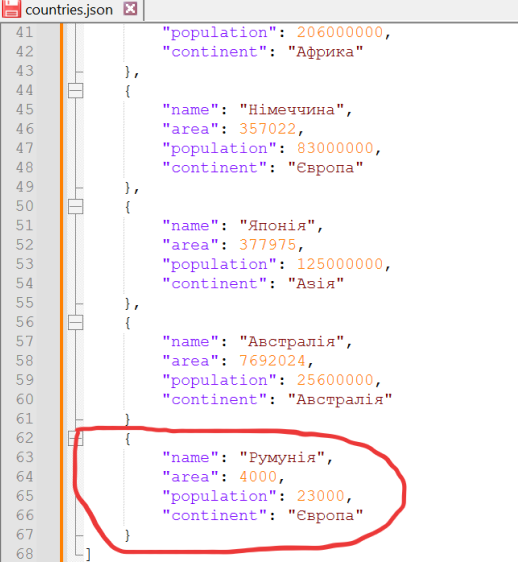 countries.json
41 "population": 206000000,
42 "continent": "Африка"
43 },
44 {
45 "name": "Німеччина",
46 "area": 357022,
47 "population": 83000000,
48 "continent": "Європа"
49 },
50 {
51 "name": "Японія",
52 "area": 377975,
53 "population": 125000000,
54 "continent": "Азія"
55 },
56 {
57 "name": "Австралія",
58 "area": 7692024,
59 "population": 25600000,
60 "continent": "Австралія"
61 }
62 {
63 "name": "Румунія",
64 "area": 4000,
65 "population": 23000,
66 "continent": "Європа"
67 }
68 ]